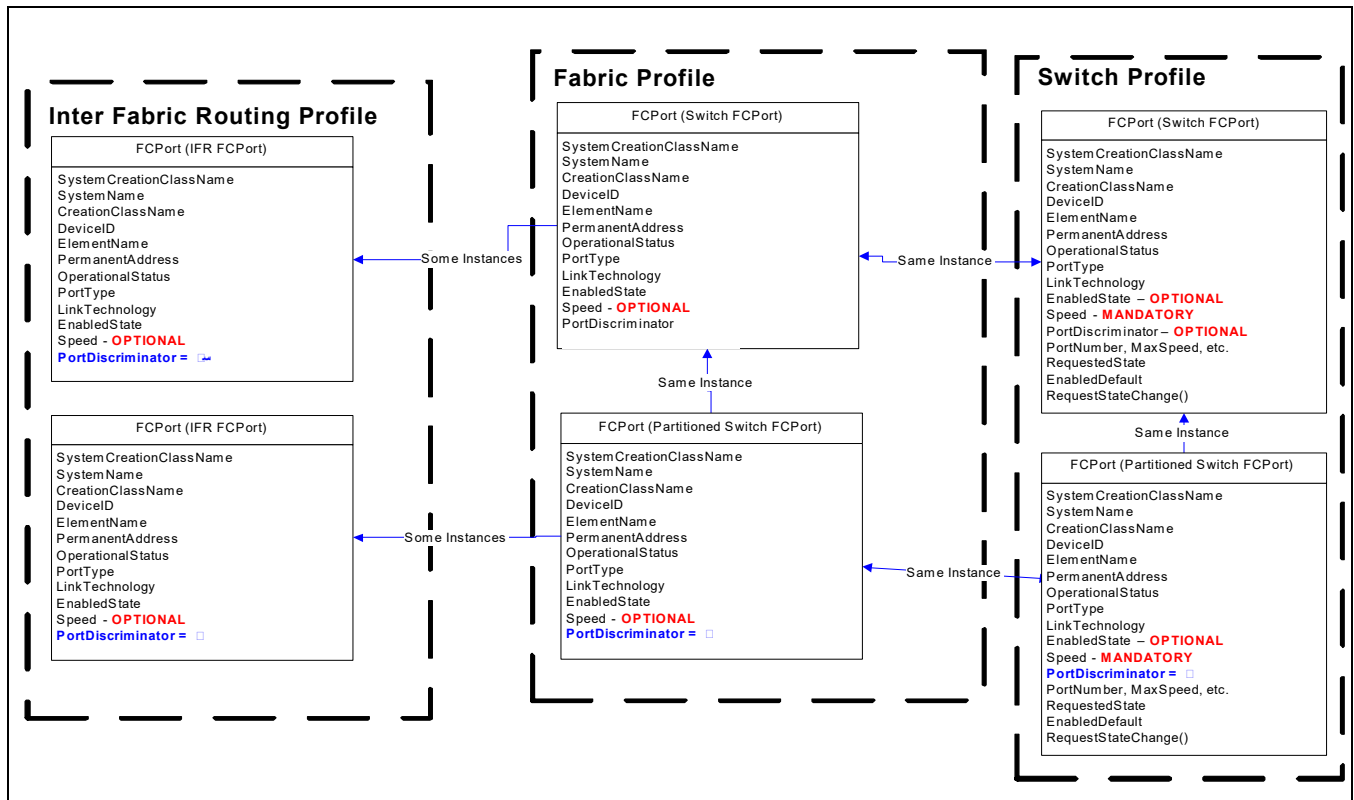 Inter Fabric Routing Profile
FCPort (IFR FCPort)
SystemCreationClassName
SystemName
CreationClassName
DeviceID
ElementName
PermanentAddress
OperationalStatus
PortType
LinkTechnology
EnabledState
Speed - OPTIONAL
PortDiscriminator =
FCPort (IFR FCPort)
SystemCreationClassName
SystemName
CreationClassName
DeviceID
ElementName
PermanentAddress
OperationalStatus
PortType
LinkTechnology
EnabledState
Speed - OPTIONAL
PortDiscriminator =
Some Instances
Some Instances
Fabric Profile
FCPort (Switch FCPort)
SystemCreationClassName
SystemName
CreationClassName
DeviceID
ElementName
PermanentAddress
OperationalStatus
PortType
LinkTechnology
EnabledState
Speed - OPTIONAL
PortDiscriminator
Same Instance
FCPort (Partitioned Switch FCPort)
SystemCreationClassName
SystemName
CreationClassName
DeviceID
ElementName
PermanentAddress
OperationalStatus
PortType
LinkTechnology
EnabledState
Speed - OPTIONAL
PortDiscriminator =
Same Instance
Same Instance
Switch Profile
FCPort (Switch FCPort)
SystemCreationClassName
SystemName
CreationClassName
DeviceID
ElementName
PermanentAddress
OperationalStatus
PortType
LinkTechnology
EnabledState – OPTIONAL
Speed - MANDATORY
PortDiscriminator – OPTIONAL
PortNumber, MaxSpeed, etc.
RequestedState
EnabledDefault
RequestStateChange()
Same Instance
FCPort (Partitioned Switch FCPort)
SystemCreationClassName
SystemName
CreationClassName
DeviceID
ElementName
PermanentAddress
OperationalStatus
PortType
LinkTechnology
EnabledState – OPTIONAL
Speed - MANDATORY
PortDiscriminator =
PortNumber, MaxSpeed, etc.
RequestedState
EnabledDefault
RequestStateChange()